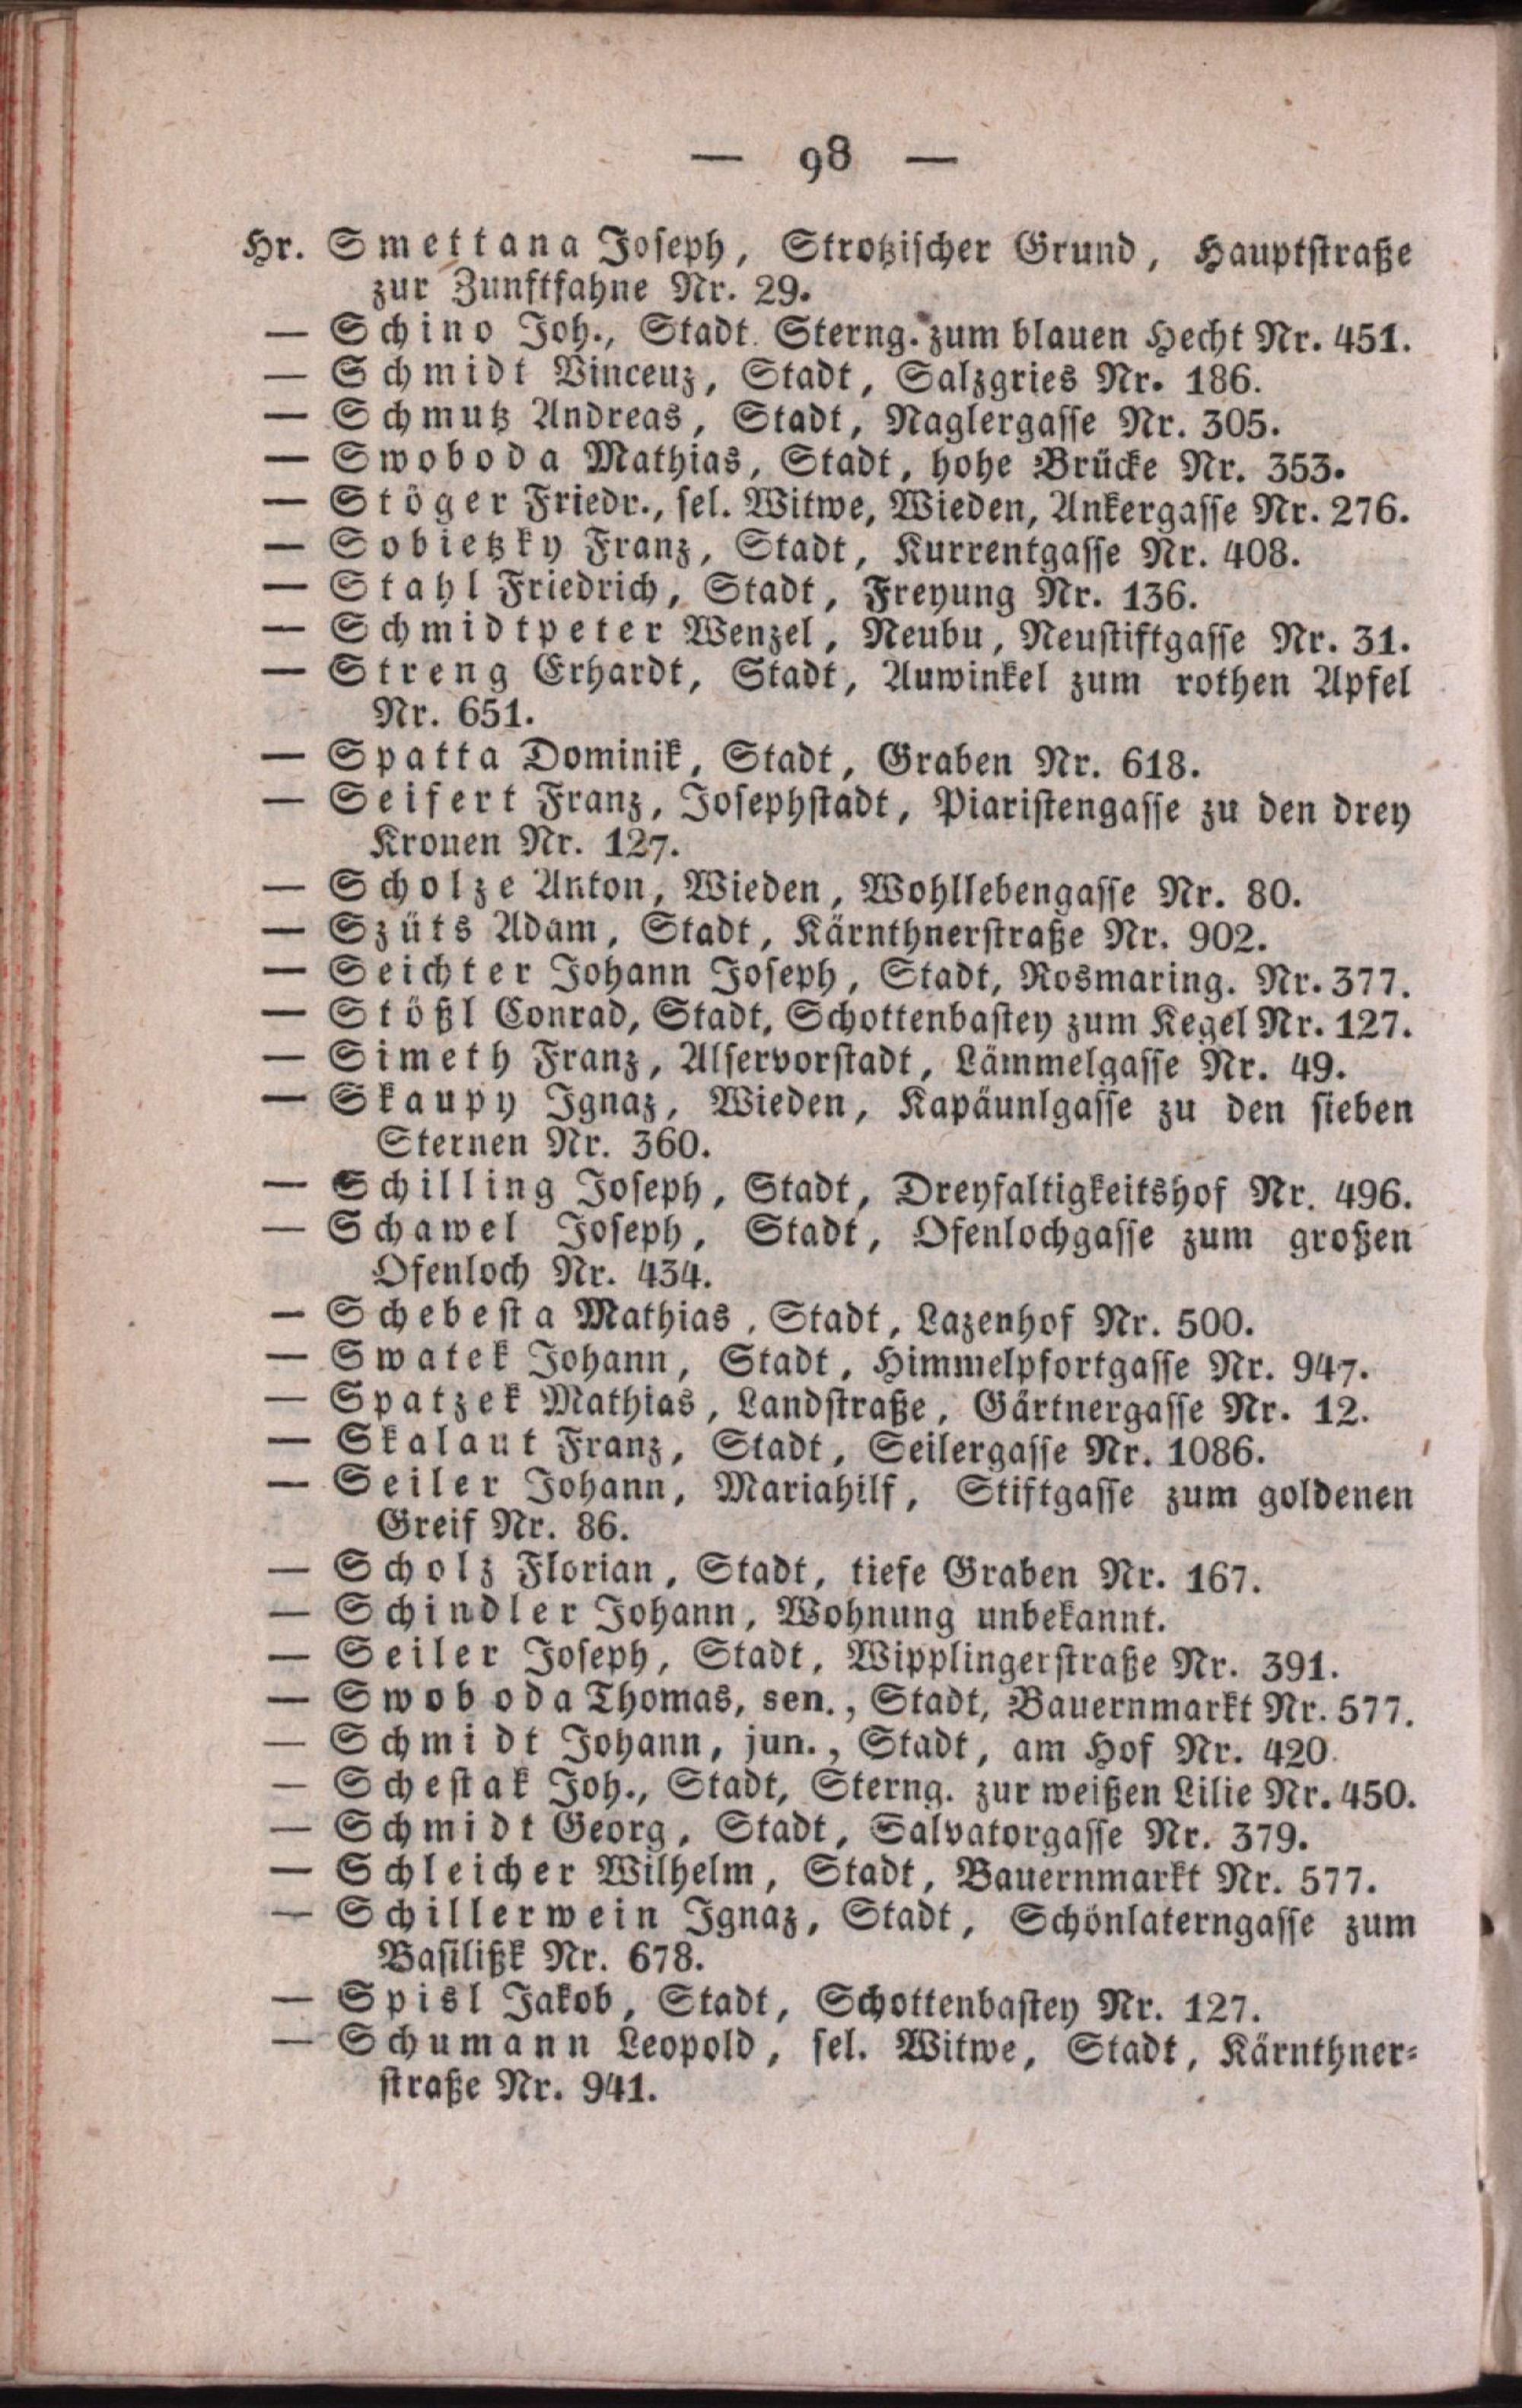 — 98 —
Hr. Smettana Joseph, Strotzischer Grund, Hauptstraße
zur Zunftfahne Nr. 29.
— Schino Joh., Stadt. Sterng. zum blauen Hecht Nr. 451.
— Schmidt Vincenz, Stadt, Salzgries Nr. 186.
— Schmutz Andreas, Stadt, Naglergasse Nr. 305.
— Swoboda Mathias, Stadt, hohe Brücke Nr. 353.
— Stöger Friedr., sel. Witwe, Wieden, Ankergasse Nr. 276.
— Sobietzky Franz, Stadt, Kurrentgasse Nr. 408.
— Stahl Friedrich, Stadt, Freyung Nr. 136.
— Schmidtpeter Wenzel, Neubu, Neustiftgasse Nr. 31.
— Streng Erhardt, Stadt, Auwinkel zum rothen Apfel
Nr. 651.
— Spatta Dominik, Stadt, Graben Nr. 618.
— Seifert Franz, Josephstadt, Piaristengasse zu den drey
Kronen Nr. 127.
— Scholze Anton, Wieden, Wohllebengasse Nr. 80.
— Szüts Adam, Stadt, Kärnthnerstraße Nr. 902.
— Seichter Johann Joseph, Stadt, Rosmaring. Nr. 377.
— Stößl Conrad, Stadt, Schottenbastey zum Kegel Nr. 127.
— Simeth Franz, Alservorstadt, Lämmelgasse Nr. 49.
— Skaupy Ignaz, Wieden, Kapäunlgasse zu den sieben
Sternen Nr. 360.
— Schilling Joseph, Stadt, Dreyfaltigkeitshof Nr. 496.
— Schawel Joseph, Stadt, Ofenlochgasse zum großen
Ofenloch Nr. 434.
— Schebesta Mathias, Stadt, Lazenhof Nr. 500.
— Swatek Johann, Stadt, Himmelpfortgasse Nr. 947.
— Spatzek Mathias, Landstraße, Gärtnergasse Nr. 12.
— Skalaut Franz, Stadt, Seilergasse Nr. 1086.
— Seiler Johann, Mariahilf, Stiftgasse zum goldenen
Greif Nr. 86.
— Scholz Florian, Stadt, tiefe Graben Nr. 167.
— Schindler Johann, Wohnung unbekannt.
— Seiler Joseph, Stadt, Wipplingerstraße Nr. 391.
— Swoboda Thomas, sen., Stadt, Bauernmarkt Nr. 577.
— Schmidt Johann, jun., Stadt, am Hof Nr. 420.
— Schestak Joh., Stadt, Sterng. zur weißen Lilie Nr. 450.
— Schmidt Georg, Stadt, Salvatorgasse Nr. 379.
— Schleicher Wilhelm, Stadt, Bauernmarkt Nr. 577.
— Schillerwein Ignaz, Stadt, Schönlaterngasse zum
Basilißk Nr. 678.
— Spisl Jakob, Stadt, Schottenbastey Nr. 127.
— Schumann Leopold, sel. Witwe, Stadt, Kärnthner-
straße Nr. 941.